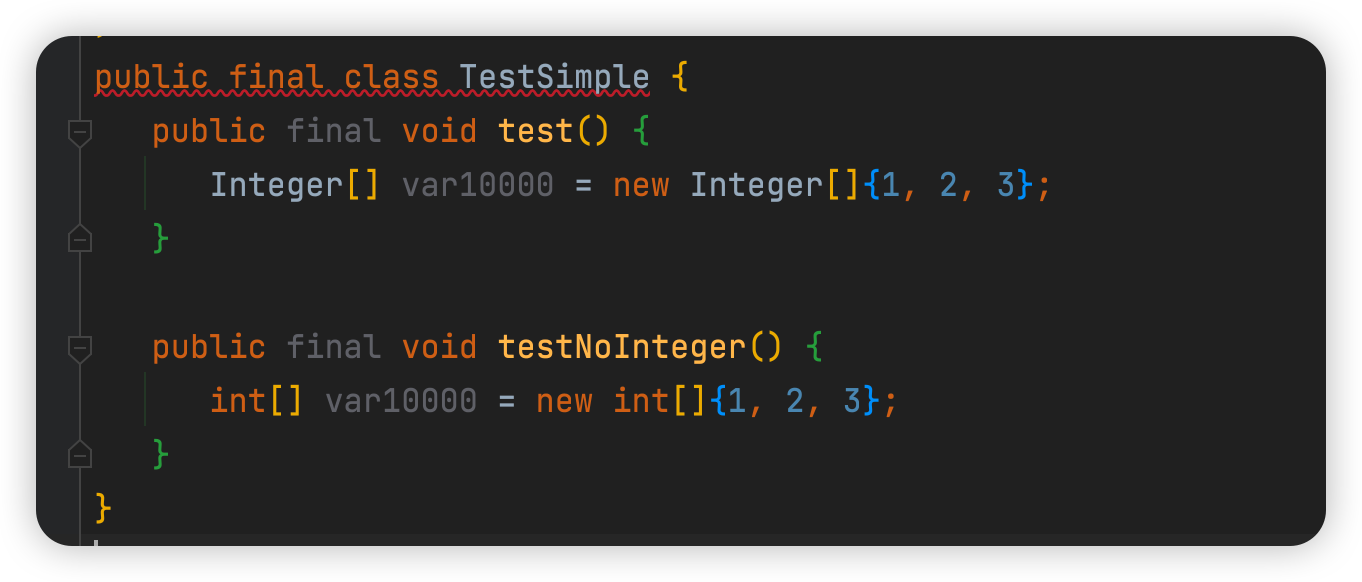 public final class TestSimple {
public final void test() {
Integer[] var10000 = new Integer[]{1, 2, 3};
}
public final void testNoInteger() {
int[] var10000 = new int[]{1, 2, 3};
}
}